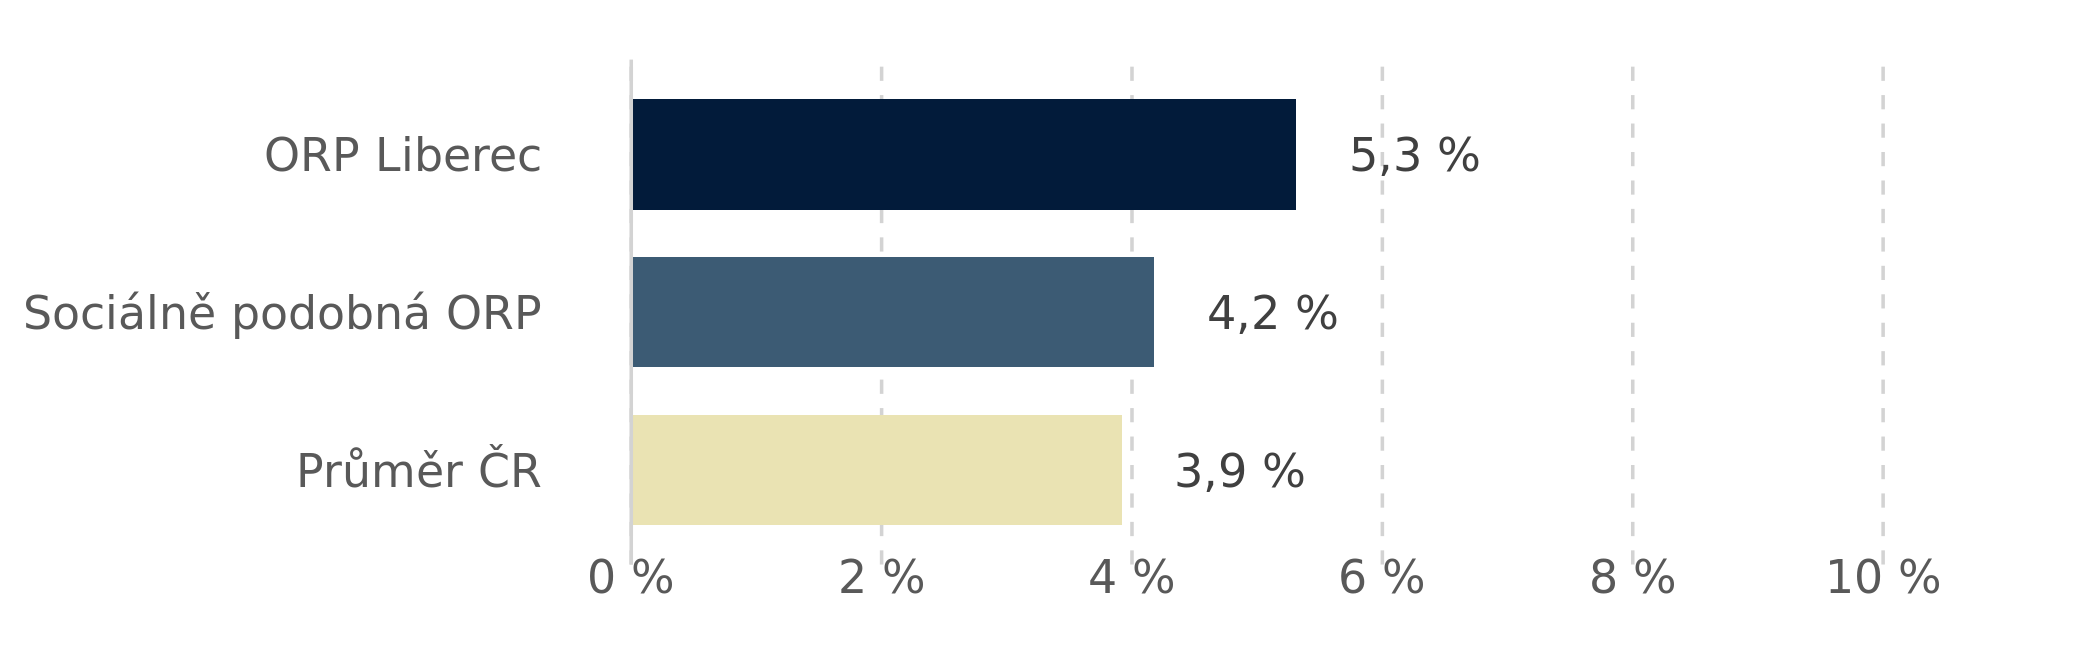 ORP Liberec 5,3 %
Sociálně podobná ORP 4,2 %
Průměr ČR 3,9 %
0 % 2 % 4 % 6 % 8 % 10 %